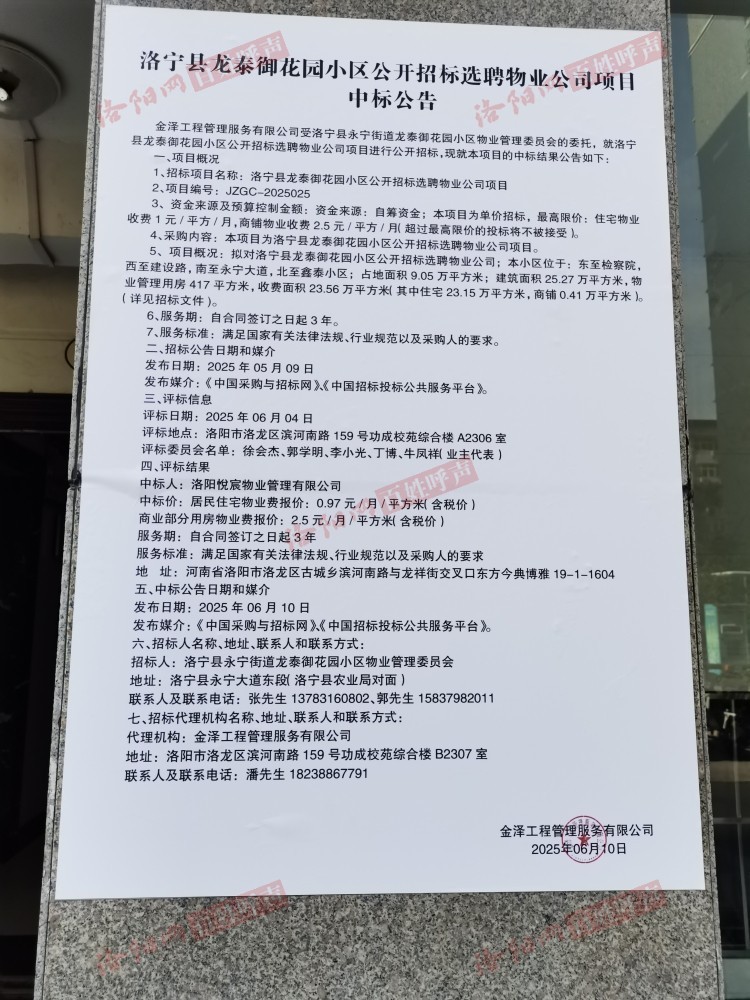 洛宁县龙泰御花园小区公开招标选聘物业公司项目
中标公告
金泽工程管理服务有限公司受洛宁县永宁街道龙泰御花园小区物业管理委员会的委托，就洛宁
县龙泰御花园小区公开招标选聘物业公司项目进行公开招标，现就本项目的中标结果公告如下：
一、项目概况
1、招标项目名称：洛宁县龙泰御花园小区公开招标选聘物业公司项目
2、项目编号：JZGC-2025025
3、资金来源及预算控制金额：资金来源：自筹资金；本项目为单价招标，最高限价：住宅物业
收费 1 元/平方/月，商铺物业收费 2.5 元/平方/月（超过最高限价的投标将不被接受）。
4、采购内容：本项目为洛宁县龙泰御花园小区公开招标选聘物业公司项目。
5、项目概况：拟对龙泰御花园小区公开招标选聘物业公司；本小区位于：东至检察院，
西至建设路，南至永宁大道，北至鑫泰小区；占地面积 9.05 万平方米；建筑面积 25.27 万平方米，物
业管理用房 417 平方米，收费面积 23.56 万平方米（其中住宅 23.15 万平方米，商铺 0.41 万平方米）。
（详见招标文件）。
6、服务期：自合同签订之日起 3 年。
7、服务标准：满足国家有关法律法规、行业规范以及采购人的要求。
二、招标公告日期和媒介
发布日期：2025 年 05 月 09 日
发布媒介：《中国采购与招标网》、《中国招标投标公共服务平台》。
三、评标信息
评标日期：2025 年 06 月 04 日
评标地点：洛阳市洛龙区滨河南路 159 号功成校苑综合楼 A2306 室
评标委员会名单：徐会杰、郭学明、李小光、丁博、牛凤祥（业主代表）
四、评标结果
中标人：洛阳悦宸物业管理有限公司
中标价：居民住宅物业费报价：0.97 元/月/平方米（含税价）
商业部分用房物业费报价：2.5 元/月/平方米（含税价）
服务期：自合同签订之日起 3 年
服务标准：满足国家有关法律法规、行业规范以及采购人的要求
地 址：河南省洛阳市洛龙区古城乡滨河南路与龙祥街交叉口东方今典博雅 19-1-1604
五、中标公告日期和媒介
发布日期：2025 年 06 月 10 日
发布媒介：《中国采购与招标网》、《中国招标投标公共服务平台》。
六、招标人名称、地址、联系人和联系方式：
招标人：洛宁县永宁街道龙泰御花园小区物业管理委员会
地址：洛宁县永宁大道东段（洛宁县农业局对面）
联系人及联系电话：张先生 13783160802、郭先生 15837982011
七、招标代理机构名称、地址、联系人和联系方式：
代理机构：金泽工程管理服务有限公司
地址：洛阳市洛龙区滨河南路 159 号功成校苑综合楼 B2307 室
联系人及联系电话：潘先生 18238867791
金泽工程管理服务有限公司
2025年06月10日
洛阳网百姓呼声
洛阳网百姓呼声
洛阳网百姓呼声
洛阳网百姓呼声
洛阳网百姓呼声